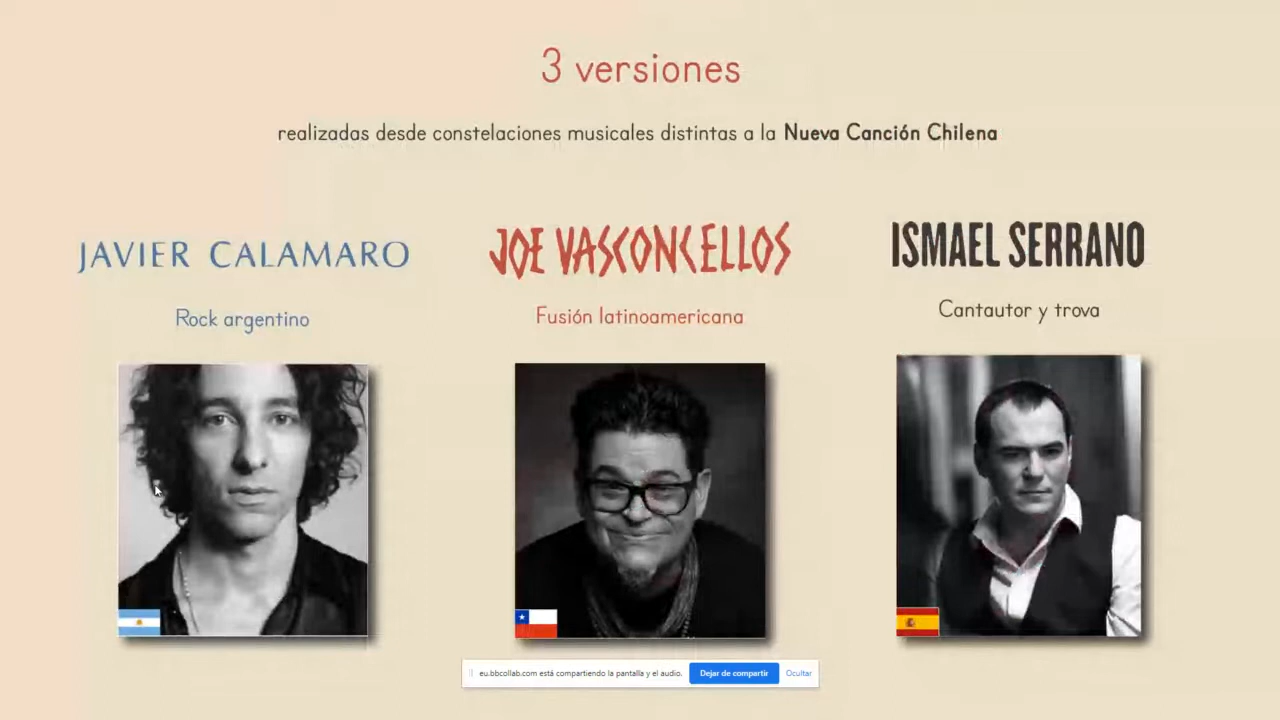 3 versiones
realizadas desde constelaciones musicales distintas a la Nueva Canción Chilena
JAVIER CALAMARO
Rock argentino
JOE VASCONCELLOS
Fusión latinoamericana
ISMAEL SERRANO
Cantautor y trova
eu.bbcollab.com está compartiendo la pantalla y el audio. Dejar de compartir Ocultar